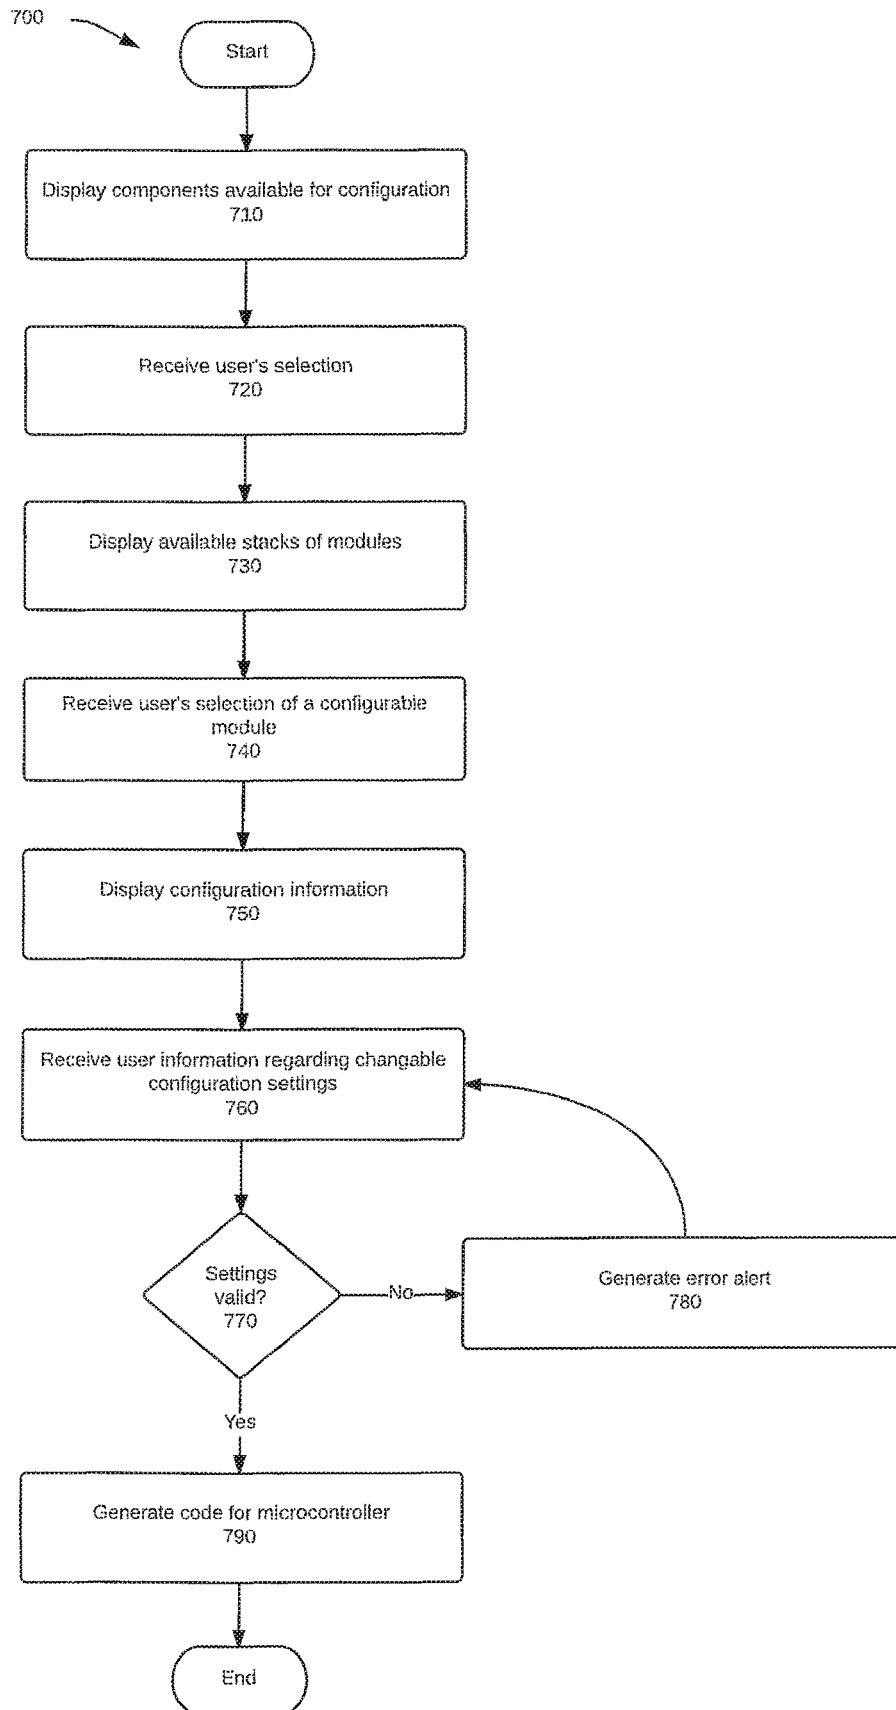 700
Start
Display components available for configuration
710
Receive user's selection
720
Display available stacks of modules
730
Receive user's selection of a configurable
module
740
Display configuration information
750
Receive user information regarding changable
configuration settings
760
Settings
valid?
770
No
Generate error alert
780
Yes
Generate code for microcontroller
790
End